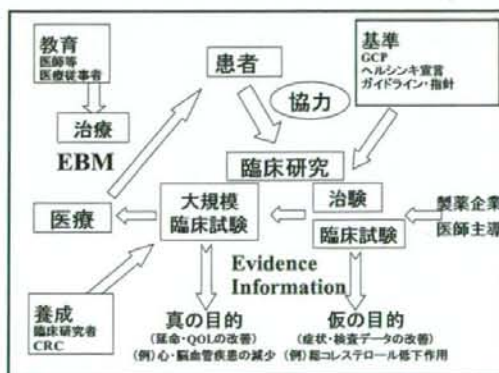 教育
医師等
医療従事者
治療
EBM
医療
養成
臨床研究者
CRC
患者
協力
基準
GCP
ヘルシンキ宣言
ガイドライン・指針
臨床研究
大規模
臨床試験
治験
臨床試験
製薬企業
医師主導
Evidence
Information
真の目的
(延命・QOLの改善)
(例)心・脳血管疾患の減少
仮の目的
(症状・検査データの改善)
(例)総コレステロール低下作用